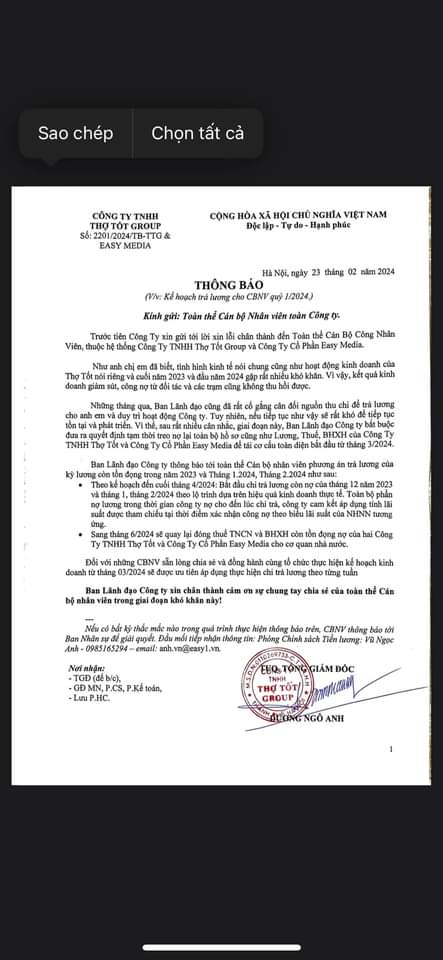 Sao chép
Chọn tất cả
CÔNG TY TNHH
THỢ TỐT GROUP
Số: 2201/2024/TB-TTG &
EASY MEDIA
CỘNG HÒA XÃ HỘI CHỦ NGHĨA VIỆT NAM
Độc lập - Tự do - Hạnh phúc
Hà Nội, ngày 23 tháng 02 năm 2024
THÔNG BÁO
(V/v: Kế hoạch trả lương cho CBNV quý 1/2024.)
Kính gửi: Toàn thể Cán bộ Nhân viên toàn Công ty.
Trước tiên Công ty xin gửi tới lời xin lỗi chân thành đến Toàn thể Cán Bộ Công Nhân
Viên, thuộc hệ thống Công ty TNHH Thợ Tốt Group và Công ty Cổ Phần Easy Media.
Như anh chị em đã biết, tình hình kinh tế nói chung cũng như hoạt động kinh doanh của
Thợ Tốt nói riêng và cuối năm 2023 và đầu năm 2024 gặp rất nhiều khó khăn. Vì vậy, kết quả kinh
doanh giảm sút, công nợ từ đối tác và các trạm cũng không thu hồi được.
Những tháng qua, Ban Lãnh đạo cũng đã rất cố gắng cân đối nguồn thu chi để trả lương
cho anh em và duy trì hoạt động Công ty. Tuy nhiên, nếu tiếp tục như vậy sẽ rất khó để tiếp tục
tồn tại và phát triển. Vì thế, sau rất nhiều cân nhắc, giai đoạn này, Ban Lãnh đạo Công ty bắt buộc
đưa ra quyết định tạm thời treo nợ lại toàn bộ hồ sơ cũng như Lương, Thuế, BHXH của Công Ty
TNHH Thợ Tốt và Công Ty Cổ Phần Easy Media để tái cơ cấu toàn diện bắt đầu từ tháng 3/2024.
Ban Lãnh đạo Công ty thông báo tới toàn thể Cán bộ nhân viên phương án trả lương của
kỳ lương còn tồn đọng trong năm 2023 và Tháng 1.2024, Tháng 2.2024 như sau:
• Theo kế hoạch đến cuối tháng 4/2024: Bắt đầu chi trả lương còn nợ của tháng 12 năm 2023
và tháng 1, tháng 2/2024 theo lộ trình dựa trên hiệu quả kinh doanh thực tế. Toàn bộ phần
nợ lương trong thời gian công ty nợ cho đến lúc chi trả, công ty cam kết áp dụng tính lãi
suất được tham chiếu tại thời điểm xác nhận công nợ theo biểu lãi suất của NHNN tương
ứng.
• Sang tháng 6/2024 sẽ quay lại đóng thuế TNCN và BHXH còn tồn đọng nợ của hai Công
Ty TNHH Thợ Tốt và Công Ty Cổ Phần Easy Media cho cơ quan nhà nước.
Đối với những CBNV sẵn lòng chia sẻ và đồng hành cùng tổ chức thực hiện kế hoạch kinh
doanh từ tháng 03/2024 sẽ được ưu tiên áp dụng thực hiện chi trả lương theo từng tuần
Ban Lãnh đạo Công ty xin chân thành cảm ơn sự chung tay chia sẻ của toàn thể Cán
bộ nhân viên trong giai đoạn khó khăn này!
Nếu có bất kỳ thắc mắc nào trong quá trình thực hiện thông báo trên, CBNV thông báo tới
Ban Nhân sự để giải quyết. Đầu mối tiếp nhận thông tin: Phòng Chính sách Tiền lương: Vũ Ngọc
Anh - 0985165294 – email: anh.vn@easy1.vn.
Nơi nhận:
- TGĐ (để b/c),
- GĐ MN, P.CS, P.Kế toán,
- Lưu P.HC.
TUQ. TỔNG GIÁM ĐỐC
TNHH
THỢ TỐT
GROUP
DƯƠNG NGÔ ANH
1